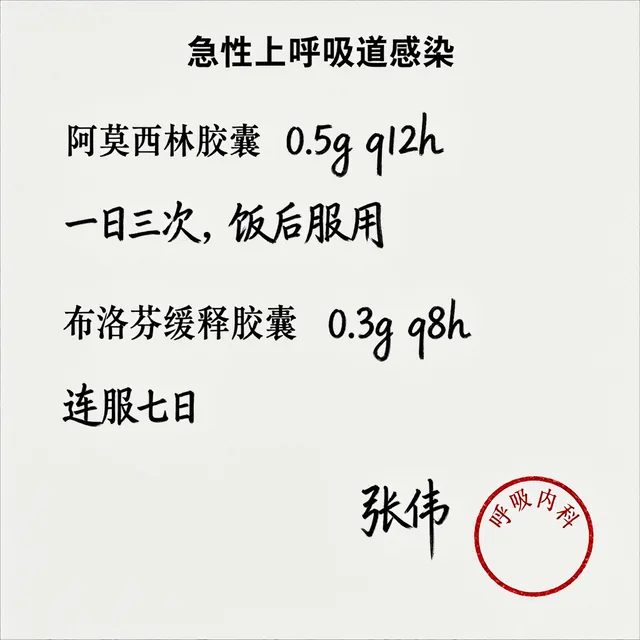 急性上呼吸道感染
阿莫西林胶囊 0.5g q12h
一日三次，饭后服用
布洛芬缓释胶囊 0.3g q8h
连服七日
张伟
呼吸内科